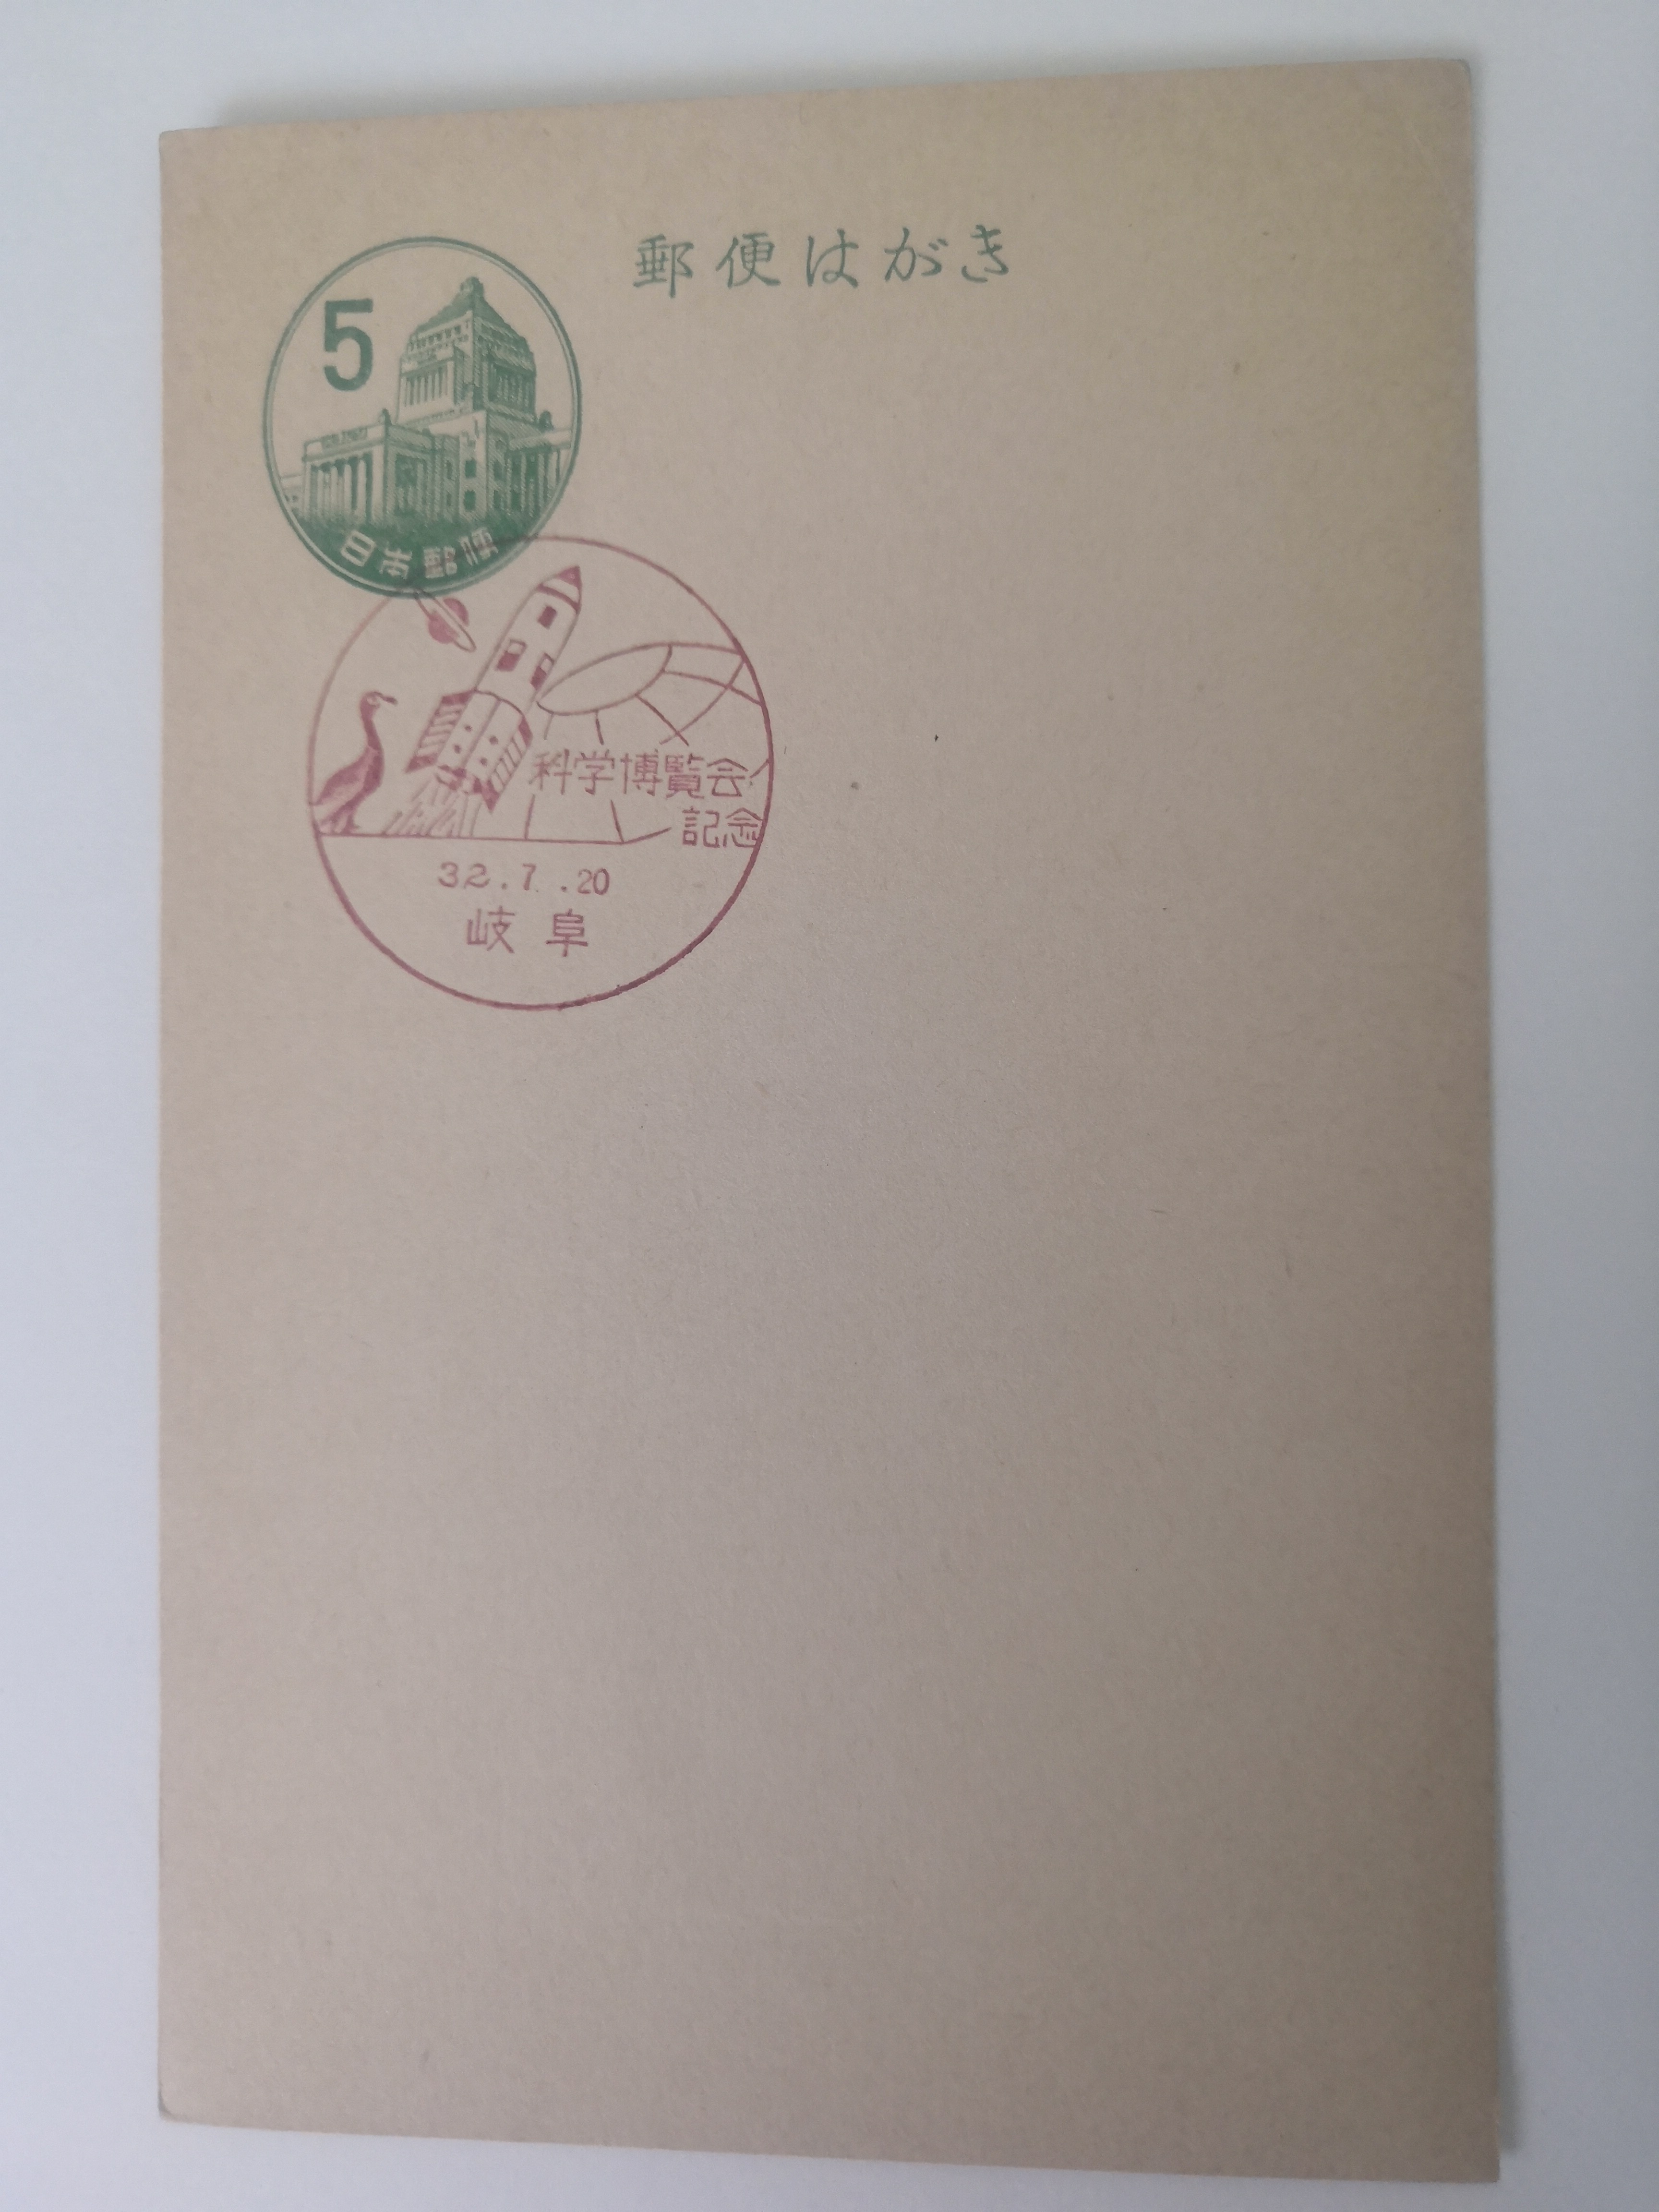 郵便はがき
5
日本郵便
科学博覧会
記念
32.7.20
岐阜